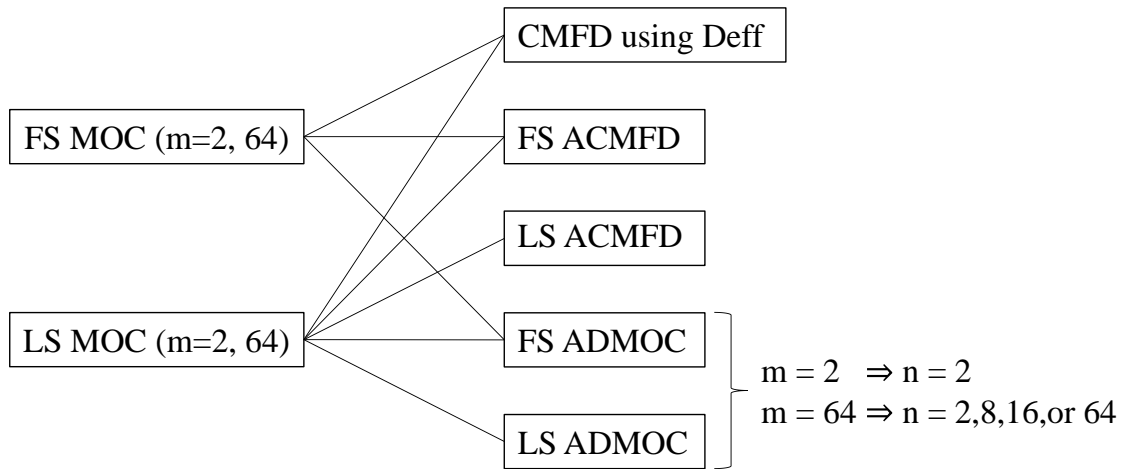 CMFD using Deff
FS MOC (m=2, 64)
FS ACMFD
LS ACMFD
LS MOC (m=2, 64)
FS ADMOC
m = 2 ⇒ n = 2
m = 64 ⇒ n = 2,8,16,or 64
LS ADMOC